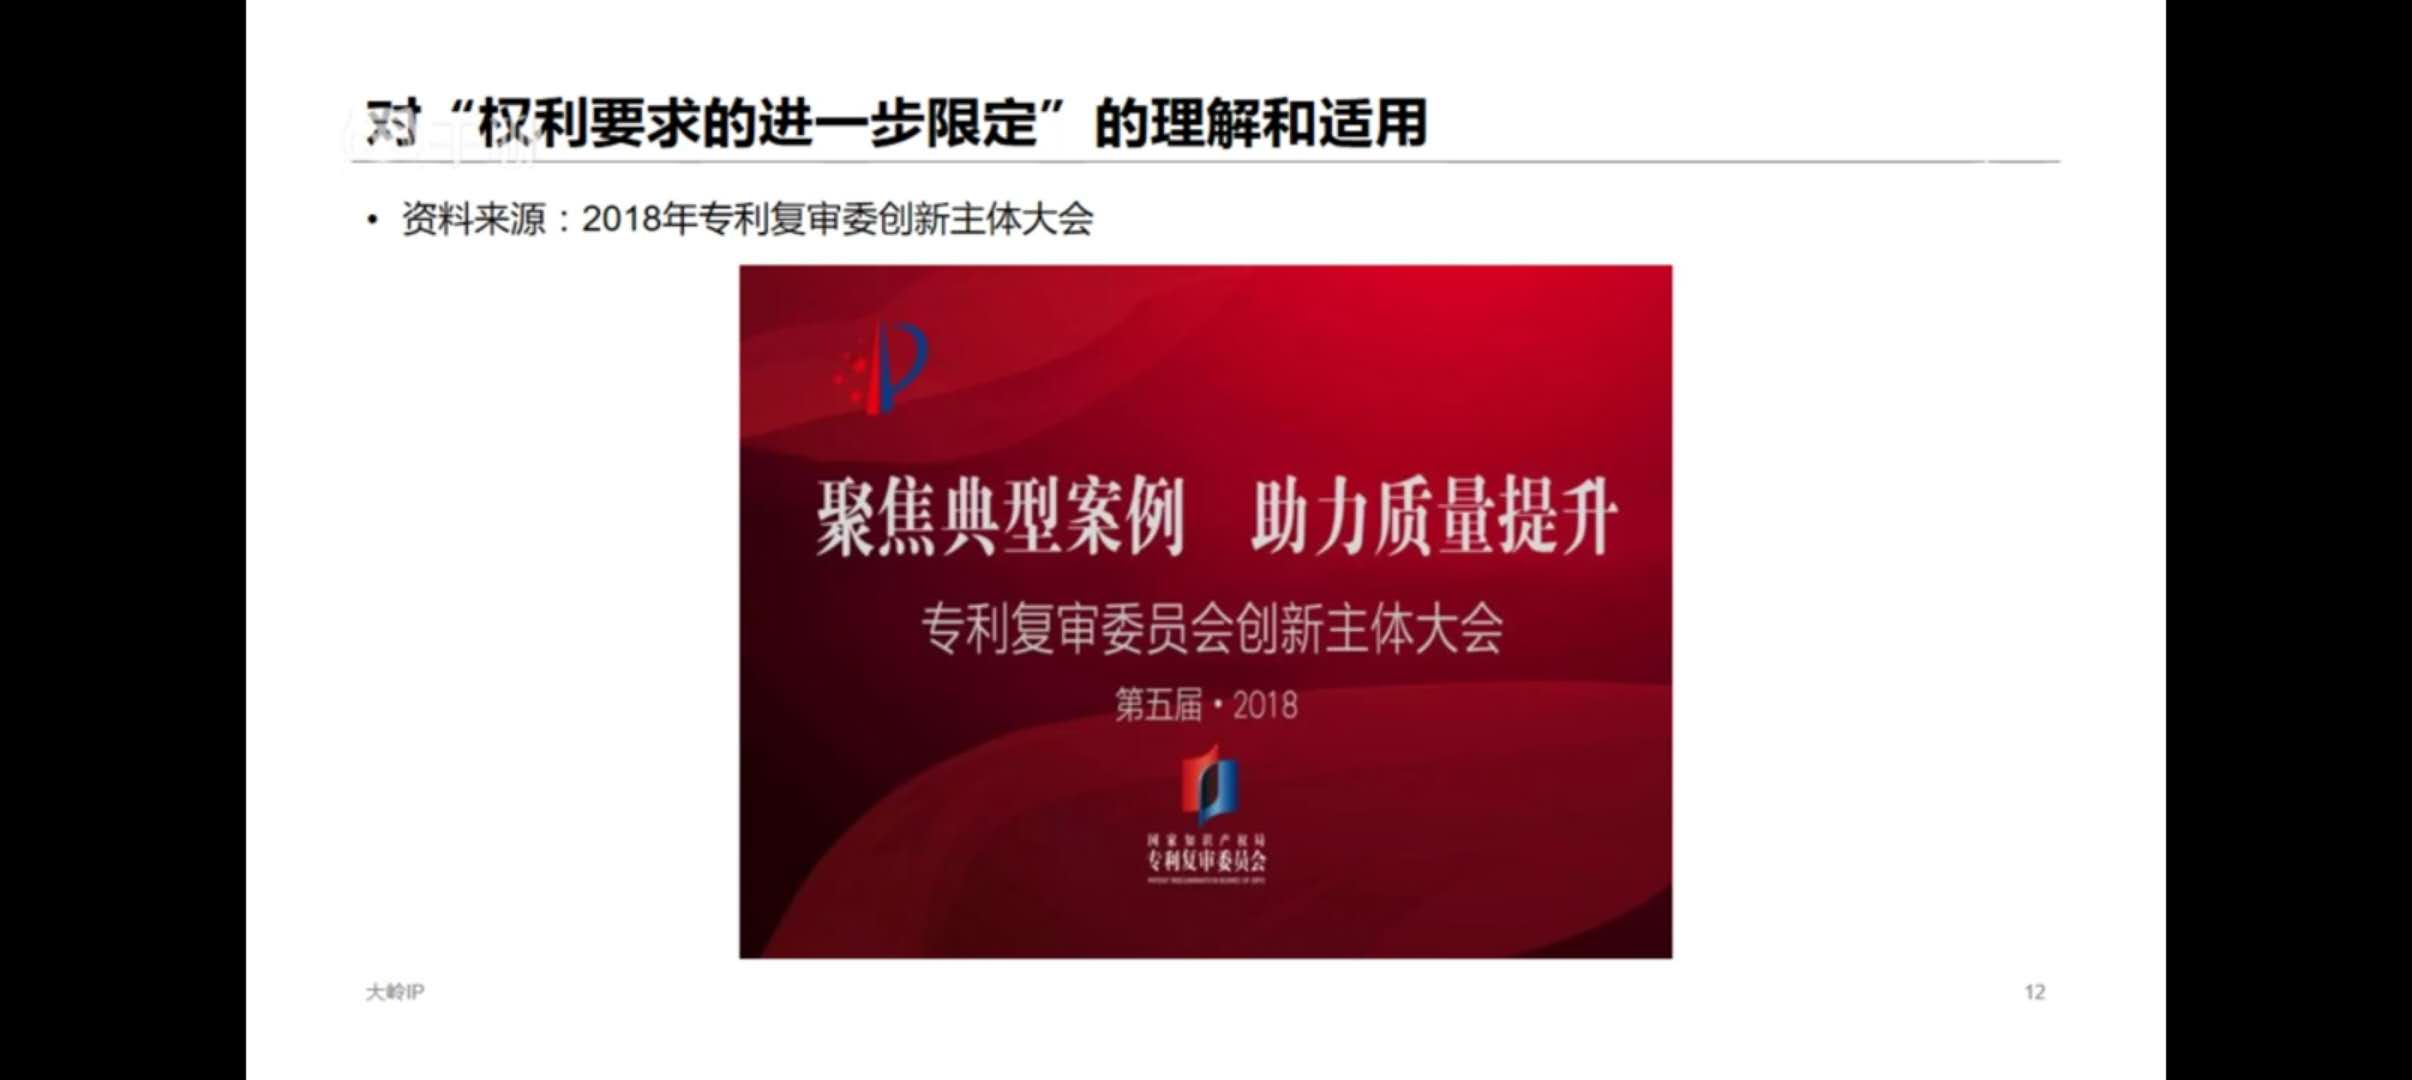 对“权利要求的进一步限定”的理解和适用
• 资料来源：2018年专利复审委创新主体大会
聚焦典型案例 助力质量提升
专利复审委员会创新主体大会
第五届·2018
国家知识产权局
专利复审委员会
大岭IP
12